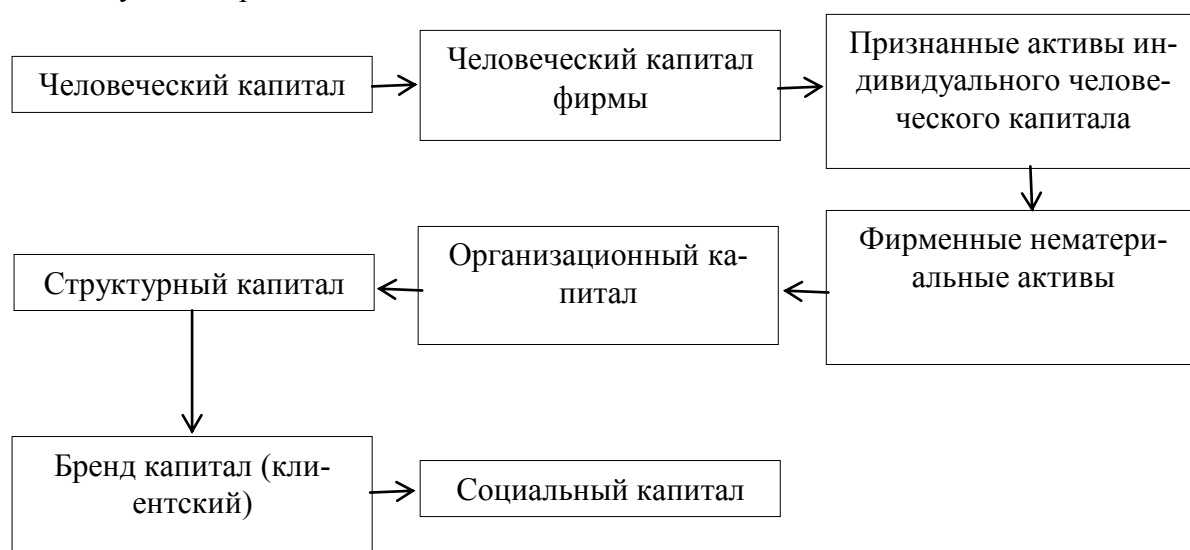 Человеческий капитал
Человеческий капитал
фирмы
Признанные активы ин-
дивидуального челове-
ческого капитала
Фирменные нематери-
альные активы
Организационный ка-
питал
Структурный капитал
Бренд капитал (кли-
ентский)
Социальный капитал